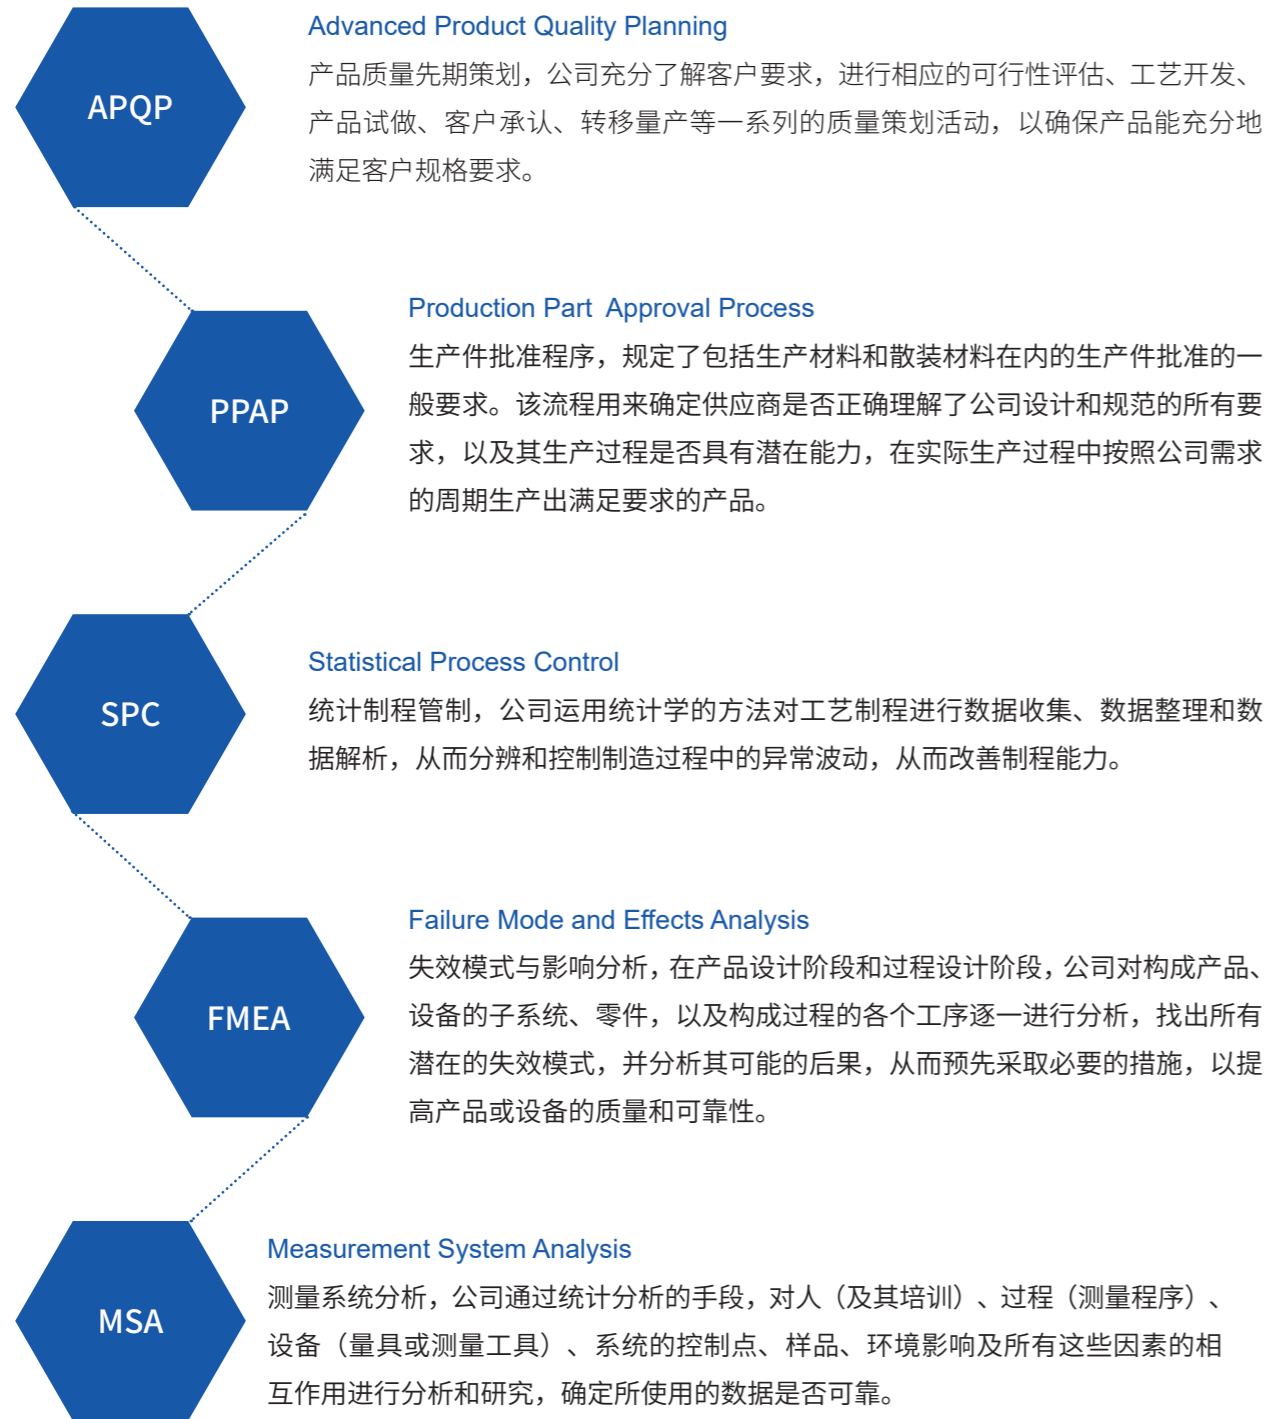 APQP
Advanced Product Quality Planning
产品质量先期策划，公司充分了解客户要求，进行相应的可行性评估、工艺开发、
产品试做、客户承认、转移量产等一系列的质量策划活动，以确保产品能充分地
满足客户规格要求。
PPAP
Production Part  Approval Process
生产件批准程序，规定了包括生产材料和散装材料在内的生产件批准的一
般要求。该流程用来确定供应商是否正确理解了公司设计和规范的所有要
求，以及其生产过程是否具有潜在能力，在实际生产过程中按照公司需求
的周期生产出满足要求的产品。
SPC
Statistical Process Control
统计制程管制，公司运用统计学的方法对工艺制程进行数据收集、数据整理和数
据解析，从而分辨和控制制造过程中的异常波动，从而改善制程能力。
FMEA
Failure Mode and Effects Analysis
失效模式与影响分析，在产品设计阶段和过程设计阶段，公司对构成产品、
设备的子系统、零件，以及构成过程的各个工序逐一进行分析，找出所有
潜在的失效模式，并分析其可能的后果，从而预先采取必要的措施，以提
高产品或设备的质量和可靠性。
MSA
Measurement System Analysis
测量系统分析，公司通过统计分析的手段，对人（及其培训）、过程（测量程序）、
设备（量具或测量工具）、系统的控制点、样品、环境影响及所有这些因素的相
互作用进行分析和研究，确定所使用的数据是否可靠。